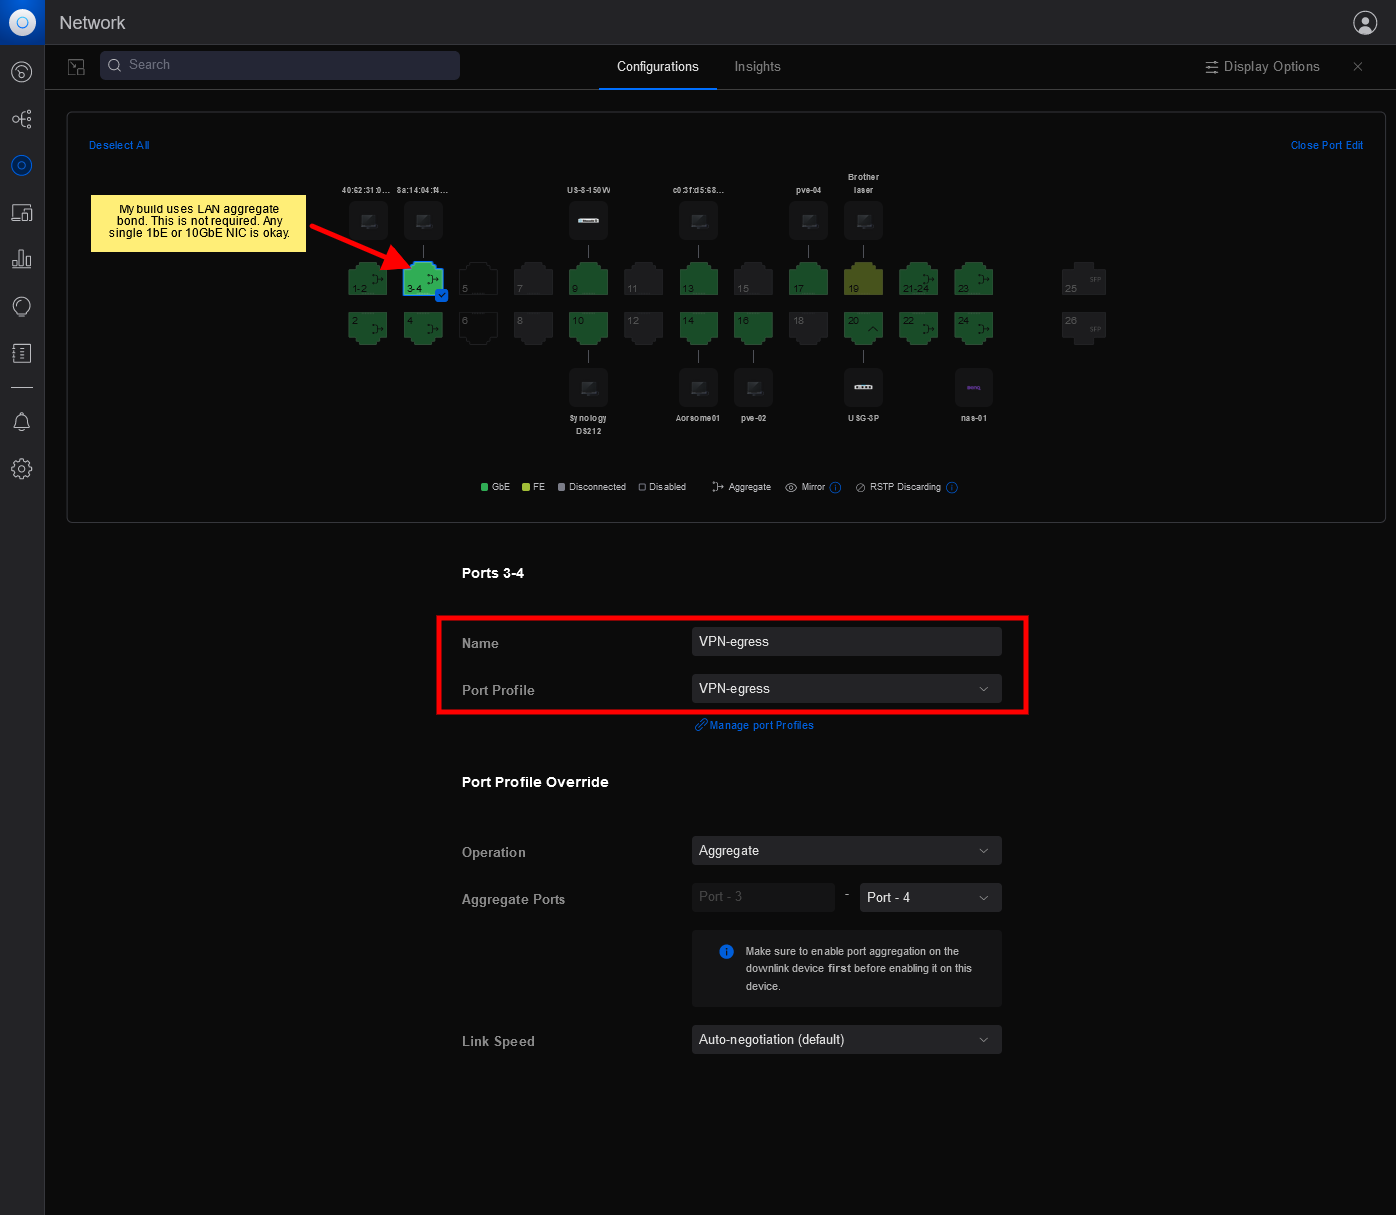 Network
Search
Configurations
Insights
Display Options
Deselect All
Close Port Edit
Brother
40:62:31:0... 8a:14:04:f4... US-8-150W c0:3f:d5:68... pve-04 laser
My build uses LAN aggregate
bond. This is not required. Any
single 1bE or 10GbE NIC is okay.
1-2 3-4 5 7 9 11 13 15 17 19 21-24 23 25 SFP
2 4 6 8 10 12 14 16 18 20 22 24 26 SFP
Synology Aorsome01 pve-02 USG-3P nas-01
DS212
GbE FE Disconnected Disabled Aggregate Mirror RSTP Discarding
Ports 3-4
Name VPN-egress
Port Profile VPN-egress
Manage port Profiles
Port Profile Override
Operation Aggregate
Aggregate Ports Port - 3 - Port - 4
Make sure to enable port aggregation on the
downlink device first before enabling it on this
device.
Link Speed Auto-negotiation (default)